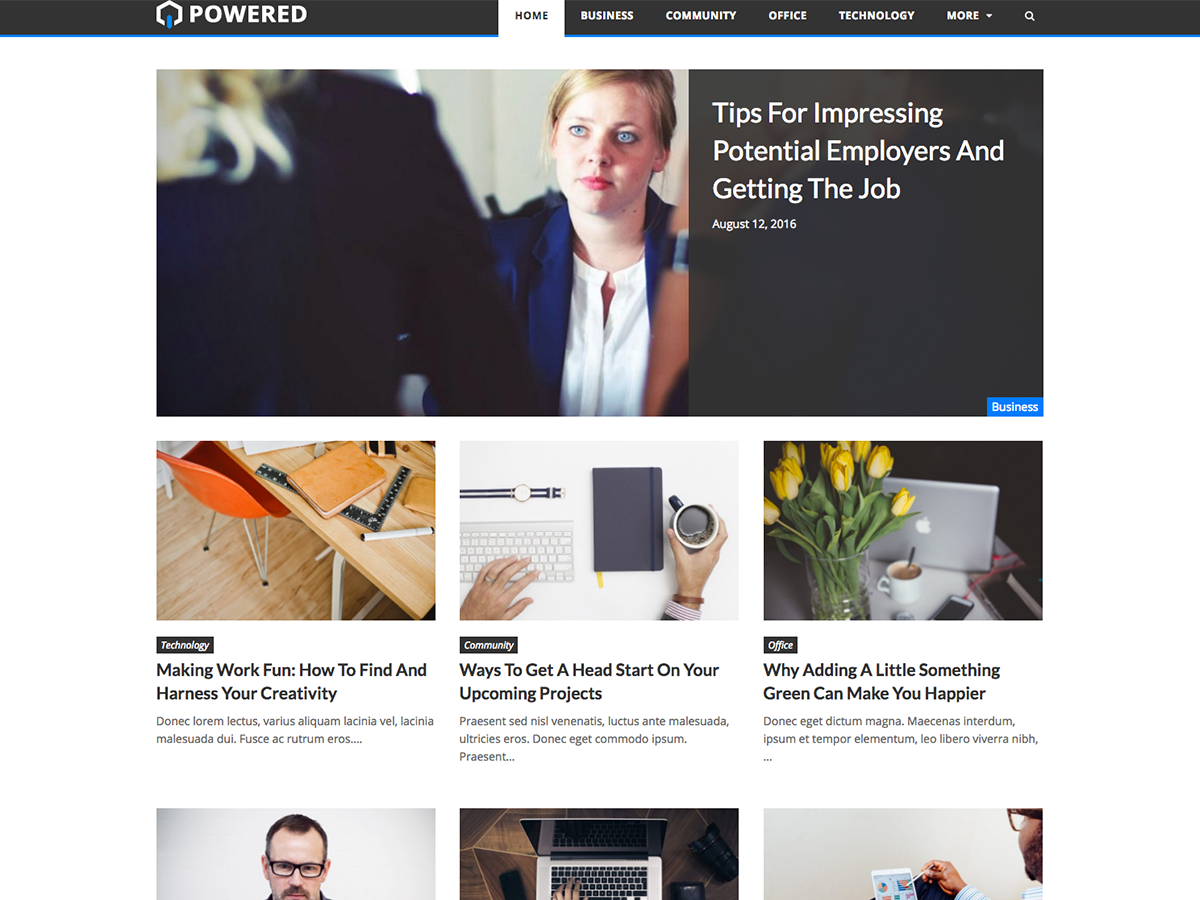 POWERED
HOME BUSINESS COMMUNITY OFFICE TECHNOLOGY MORE
Tips For Impressing
Potential Employers And
Getting The Job
August 12, 2016
Business
Technology
Making Work Fun: How To Find And
Harness Your Creativity
Donec lorem lectus, varius aliquam lacinia vel, lacinia
malesuada dui. Fusce ac rutrum eros....
Community
Ways To Get A Head Start On Your
Upcoming Projects
Praesent sed nisl venenatis, luctus ante malesuada,
ultricies eros. Donec eget commodo ipsum.
Praesent...
Office
Why Adding A Little Something
Green Can Make You Happier
Donec eget dictum magna. Maecenas interdum,
ipsum et tempor elementum, leo libero viverra nibh,
...